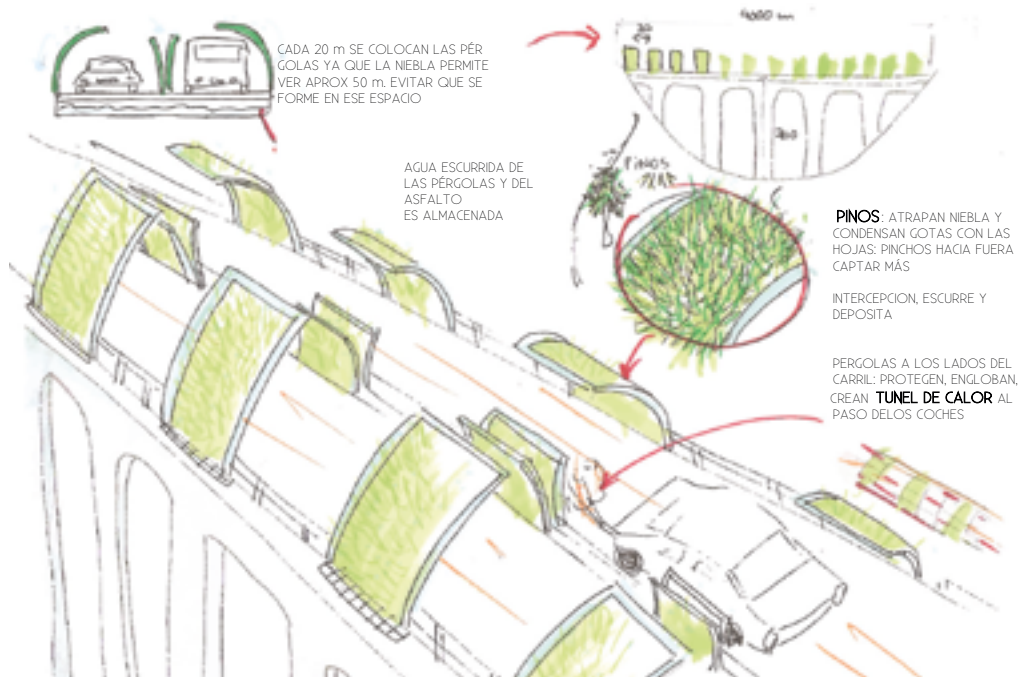 CADA 20 m SE COLOCAN LAS PÉR
GOLAS YA QUE LA NIEBLA PERMITE
VER APROX 50 m. EVITAR QUE SE
FORME EN ESE ESPACIO
20
AGUA ESCURRIDA DE
LAS PÉRGOLAS Y DEL
ASFALTO
ES ALMACENADA
PINOS
PINOS: ATRAPAN NIEBLA Y
CONDENSAN GOTAS CON LAS
HOJAS: PINCHOS HACIA FUERA
CAPTAR MÁS
INTERCEPCION, ESCURRE Y
DEPOSITA
PERGOLAS A LOS LADOS DEL
CARRIL: PROTEGEN, ENGLOBAN,
CREAN TUNEL DE CALOR AL
PASO DELOS COCHES